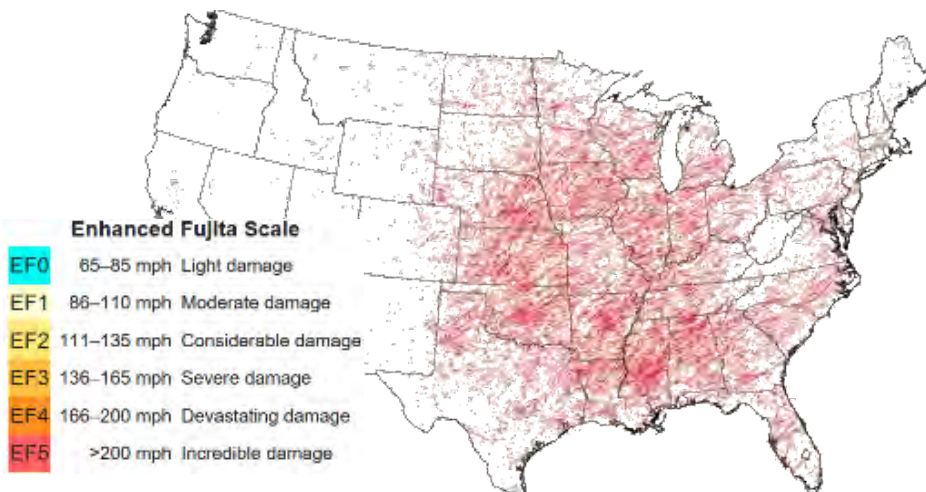 Enhanced Fujita Scale
EF0 65–85 mph Light damage
EF1 86–110 mph Moderate damage
EF2 111–135 mph Considerable damage
EF3 136–165 mph Severe damage
EF4 166–200 mph Devastating damage
EF5 >200 mph Incredible damage